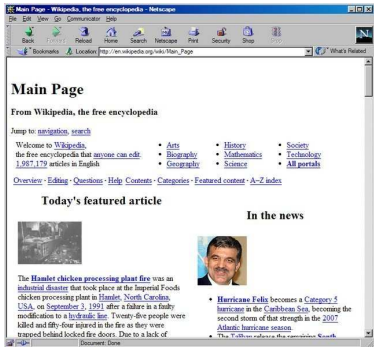 Main Page - Wikipedia, the free encyclopedia - Netscape
File Edit View Go Communicator Help
Back Reload Home Search Netscape Print Security Shop
Bookmarks Location: http://en.wikipedia.org/wiki/Main_Page What's Related
Main Page
From Wikipedia, the free encyclopedia
Jump to: navigation, search
Welcome to Wikipedia,
the free encyclopedia that anyone can edit.
1,987,179 articles in English
• Arts
• Biography
• Geography
• History
• Mathematics
• Science
• Society
• Technology
• All portals
Overview · Editing · Questions · Help Contents · Categories · Featured content · A–Z index
Today's featured article
The Hamlet chicken processing plant fire was an
industrial disaster that took place at the Imperial Foods
chicken processing plant in Hamlet, North Carolina,
USA, on September 3, 1991 after a failure in a faulty
modification to a hydraulic line. Twenty-five people were
killed and fifty-four injured in the fire as they were
trapped behind locked fire doors. Due to a lack of
In the news
• Hurricane Felix becomes a Category 5
hurricane in the Caribbean Sea, becoming the
second storm of that strength in the 2007
Atlantic hurricane season.
• The Taliban release the remaining South
Document: Done